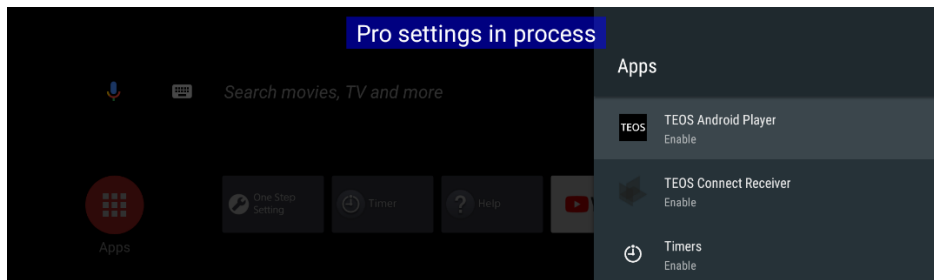 Pro settings in process
Apps
Search movies, TV and more
TEOS
TEOS Android Player
Enable
TEOS Connect Receiver
Enable
One Stop
Setting
Timer
Help
Timers
Enable
Apps